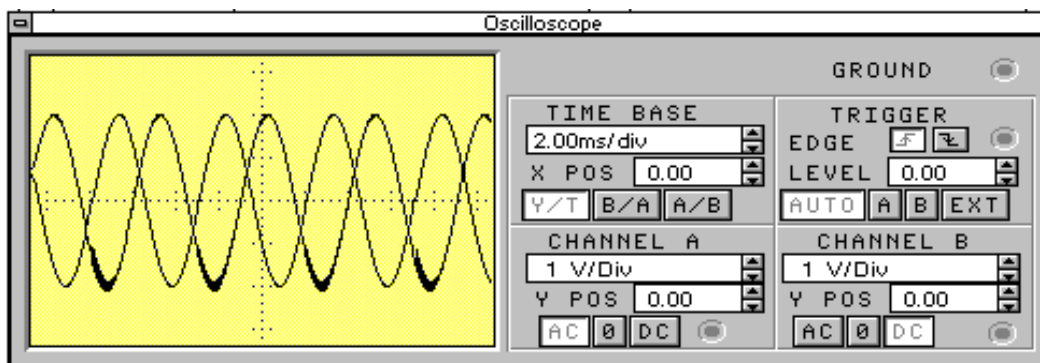 Oscilloscope
GROUND
TIME BASE
2.00ms/div
X POS 0.00
Y/T B/A A/B
TRIGGER
EDGE
LEVEL 0.00
AUTO A B EXT
CHANNEL A
1 V/Div
Y POS 0.00
AC 0 DC
CHANNEL B
1 V/Div
Y POS 0.00
AC 0 DC